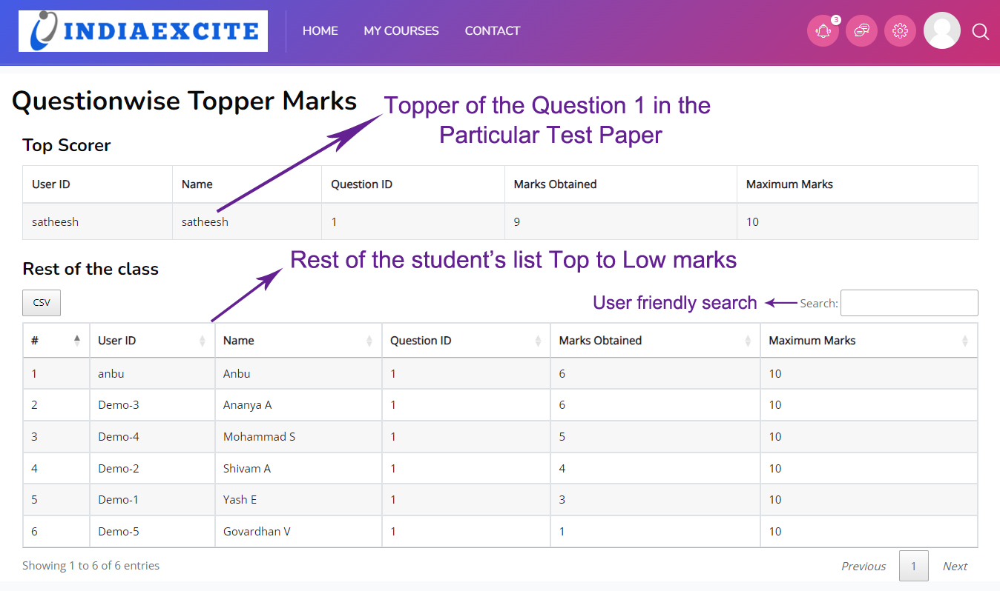 INDIAEXCITE HOME MY COURSES CONTACT 3
Questionwise Topper Marks
Topper of the Question 1 in the
Particular Test Paper
Top Scorer
User ID Name Question ID Marks Obtained Maximum Marks
satheesh satheesh 1 9 10
Rest of the student’s list Top to Low marks
Rest of the class
CSV User friendly search Search:
# User ID Name Question ID Marks Obtained Maximum Marks
1 anbu Anbu 1 6 10
2 Demo-3 Ananya A 1 6 10
3 Demo-4 Mohammad S 1 5 10
4 Demo-2 Shivam A 1 4 10
5 Demo-1 Yash E 1 3 10
6 Demo-5 Govardhan V 1 1 10
Showing 1 to 6 of 6 entries Previous 1 Next